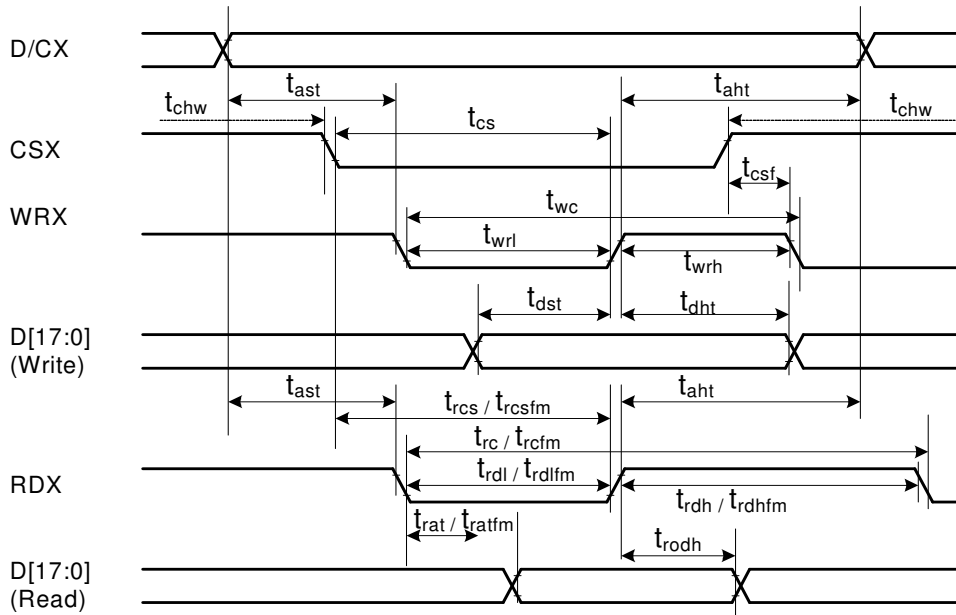 D/CX
tast taht
tchw tcs tchw
CSX
tcsf
WRX
twc
twrl twrh
tdst tdht
D[17:0]
(Write)
tast trcs / trcsfm taht
trc / trcfm
RDX
trdl / trdlfm
trdh / trdhfm
trat / tratfm
trodh
D[17:0]
(Read)